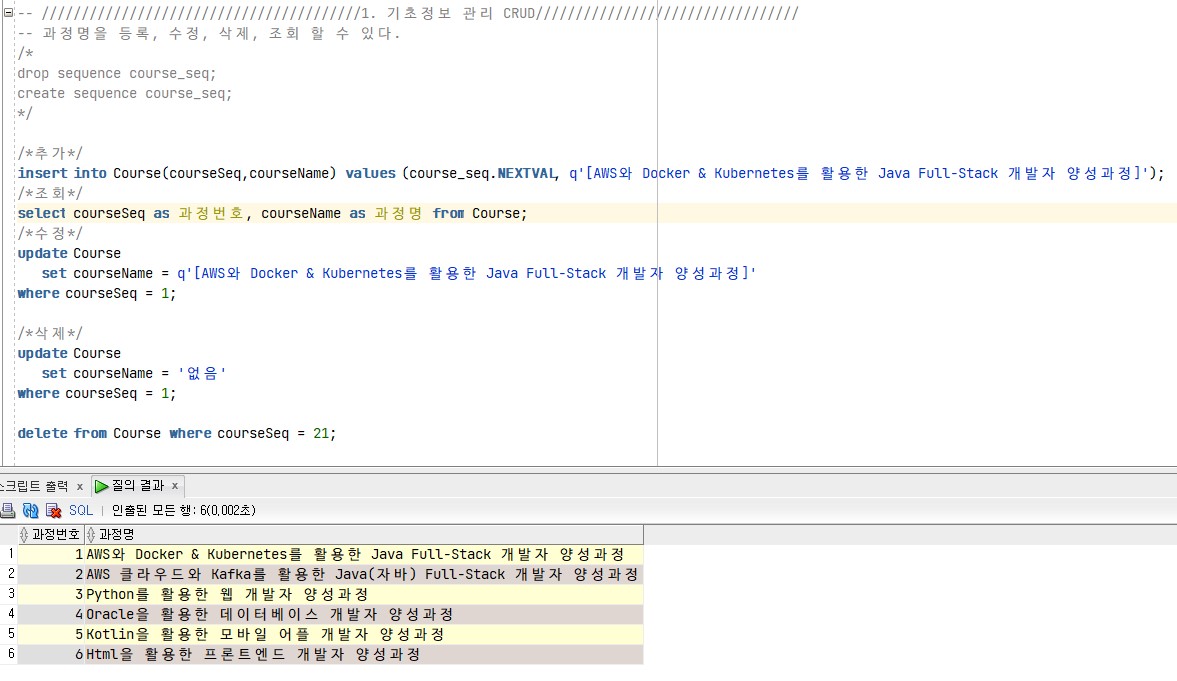 -- ////////////////////////////////////////1. 기초정보 관리 CRUD/////////////////////////////////
-- 과정명을 등록, 수정, 삭제, 조회 할 수 있다.
/*
drop sequence course_seq;
create sequence course_seq;
*/
/*추가*/
insert into Course(courseSeq,courseName) values (course_seq.NEXTVAL, q'[AWS와 Docker & Kubernetes를 활용한 Java Full-Stack 개발자 양성과정]');
/*조회*/
select courseSeq as 과정번호, courseName as 과정명 from Course;
/*수정*/
update Course
set courseName = q'[AWS와 Docker & Kubernetes를 활용한 Java Full-Stack 개발자 양성과정]'
where courseSeq = 1;
/*삭제*/
update Course
set courseName = '없음'
where courseSeq = 1;
delete from Course where courseSeq = 21;
스크립트 출력 x 질의 결과 x
SQL | 인출된 모든 행: 6(0,002초)
과정번호 과정명
1 1 AWS와 Docker & Kubernetes를 활용한 Java Full-Stack 개발자 양성과정
2 2 AWS 클라우드와 Kafka를 활용한 Java(자바) Full-Stack 개발자 양성과정
3 3 Python를 활용한 웹 개발자 양성과정
4 4 Oracle을 활용한 데이터베이스 개발자 양성과정
5 5 Kotlin을 활용한 모바일 어플 개발자 양성과정
6 6 Html을 활용한 프론트엔드 개발자 양성과정